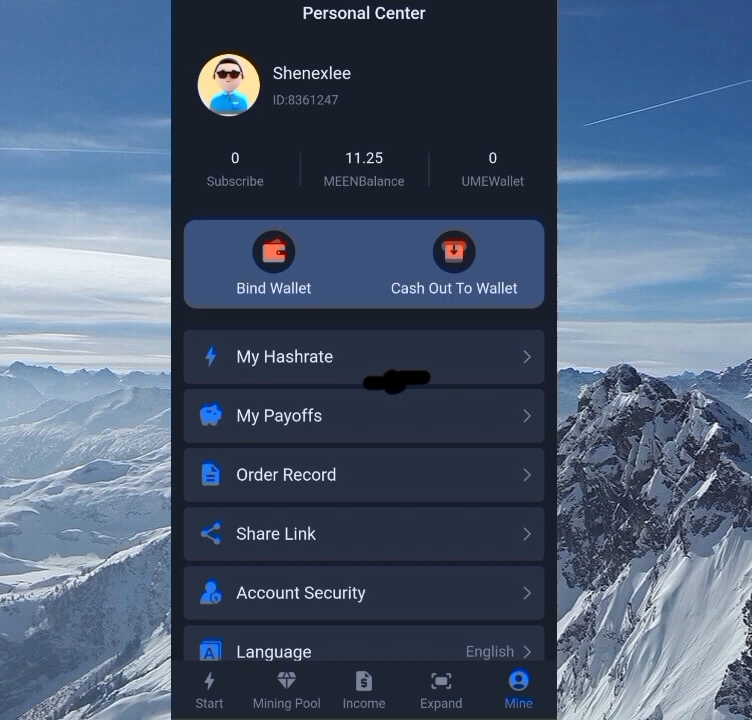 Personal Center
Shenexlee
ID:8361247
0 11.25 0
Subscribe MEENBalance UMEWallet
Bind Wallet Cash Out To Wallet
My Hashrate
My Payoffs
Order Record
Share Link
Account Security
Language English
Start Mining Pool Income Expand Mine